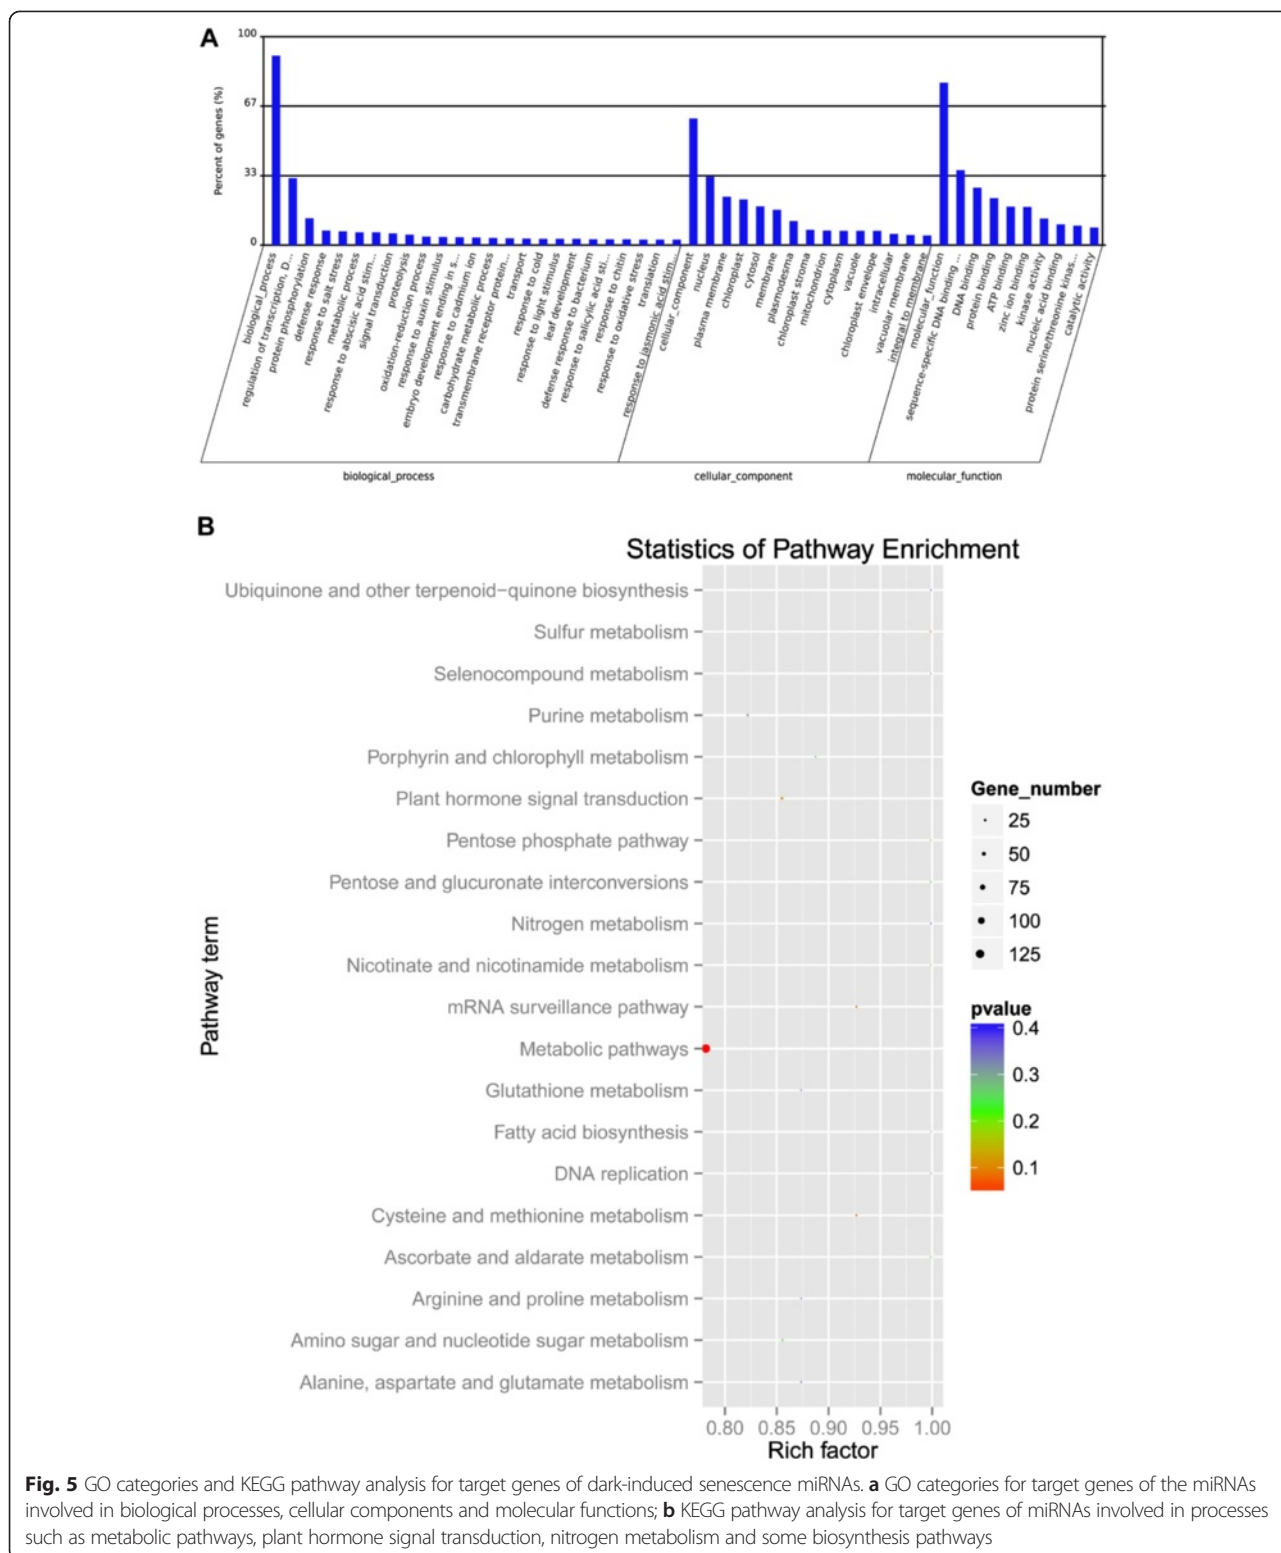 A
100
67
33
0
Percent of genes (%)
biological_process
regulation of transcription, D...
protein phosphorylation
defense response
response to salt stress
metabolic process
response to abscisic acid stim...
signal transduction
proteolysis
oxidation-reduction process
response to auxin stimulus
embryo development ending in s...
response to cadmium ion
carbohydrate metabolic process
transmembrane receptor protein...
transport
response to cold
response to light stimulus
leaf development
defense response to bacterium
response to salicylic acid sti...
response to chitin
response to oxidative stress
translation
response to jasmonic acid stim...
cellular_component
nucleus
plasma membrane
chloroplast
cytosol
membrane
plasmodesma
chloroplast stroma
mitochondrion
cytoplasm
vacuole
chloroplast envelope
intracellular
vacuolar membrane
integral to membrane
molecular_function
sequence-specific DNA binding ...
DNA binding
protein binding
ATP binding
zinc ion binding
kinase activity
nucleic acid binding
protein serine/threonine kinas...
catalytic activity
biological_process
cellular_component
molecular_function
B
Statistics of Pathway Enrichment
Pathway term
Ubiquinone and other terpenoid−quinone biosynthesis
Sulfur metabolism
Selenocompound metabolism
Purine metabolism
Porphyrin and chlorophyll metabolism
Plant hormone signal transduction
Pentose phosphate pathway
Pentose and glucuronate interconversions
Nitrogen metabolism
Nicotinate and nicotinamide metabolism
mRNA surveillance pathway
Metabolic pathways
Glutathione metabolism
Fatty acid biosynthesis
DNA replication
Cysteine and methionine metabolism
Ascorbate and aldarate metabolism
Arginine and proline metabolism
Amino sugar and nucleotide sugar metabolism
Alanine, aspartate and glutamate metabolism
0.80 0.85 0.90 0.95 1.00
Rich factor
Gene_number
25
50
75
100
125
pvalue
0.4
0.3
0.2
0.1
Fig. 5 GO categories and KEGG pathway analysis for target genes of dark-induced senescence miRNAs. a GO categories for target genes of the miRNAs
involved in biological processes, cellular components and molecular functions; b KEGG pathway analysis for target genes of miRNAs involved in processes
such as metabolic pathways, plant hormone signal transduction, nitrogen metabolism and some biosynthesis pathways